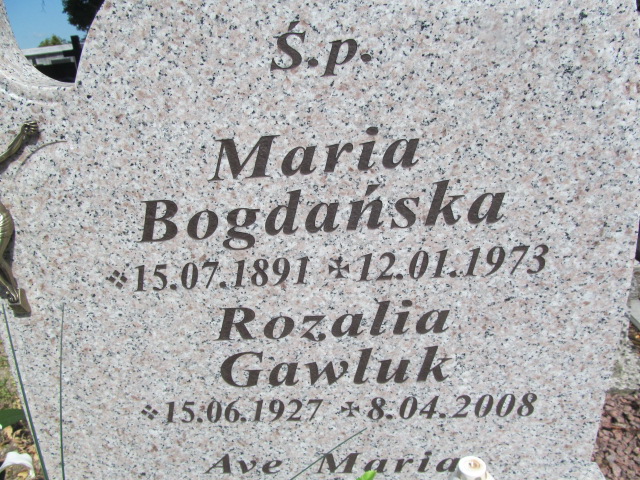 Ś.p.
Maria
Bogdańska
15.07.1891 12.01.1973
Rozalia
Gawluk
15.06.1927 8.04.2008
Ave Maria